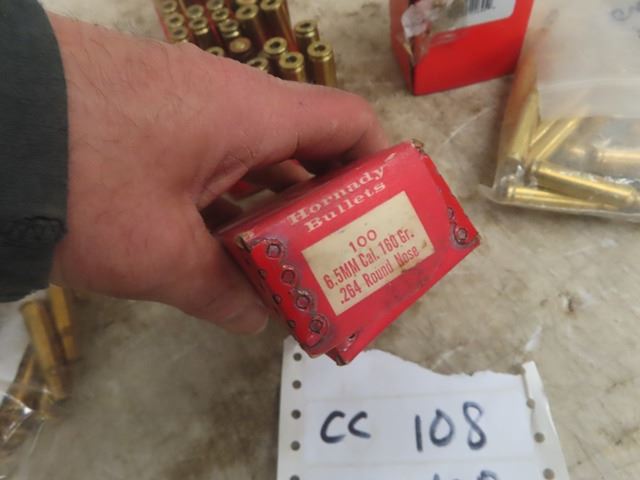 Hornady
Bullets
100
6.5MM Cal. 160 Gr.
.264 Round Nose
CC 108